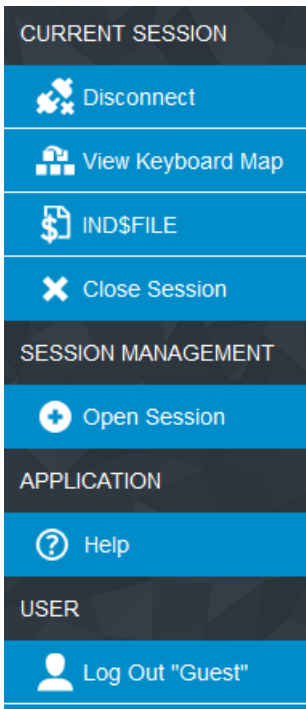 CURRENT SESSION
Disconnect
View Keyboard Map
IND$FILE
Close Session
SESSION MANAGEMENT
Open Session
APPLICATION
Help
USER
Log Out "Guest"